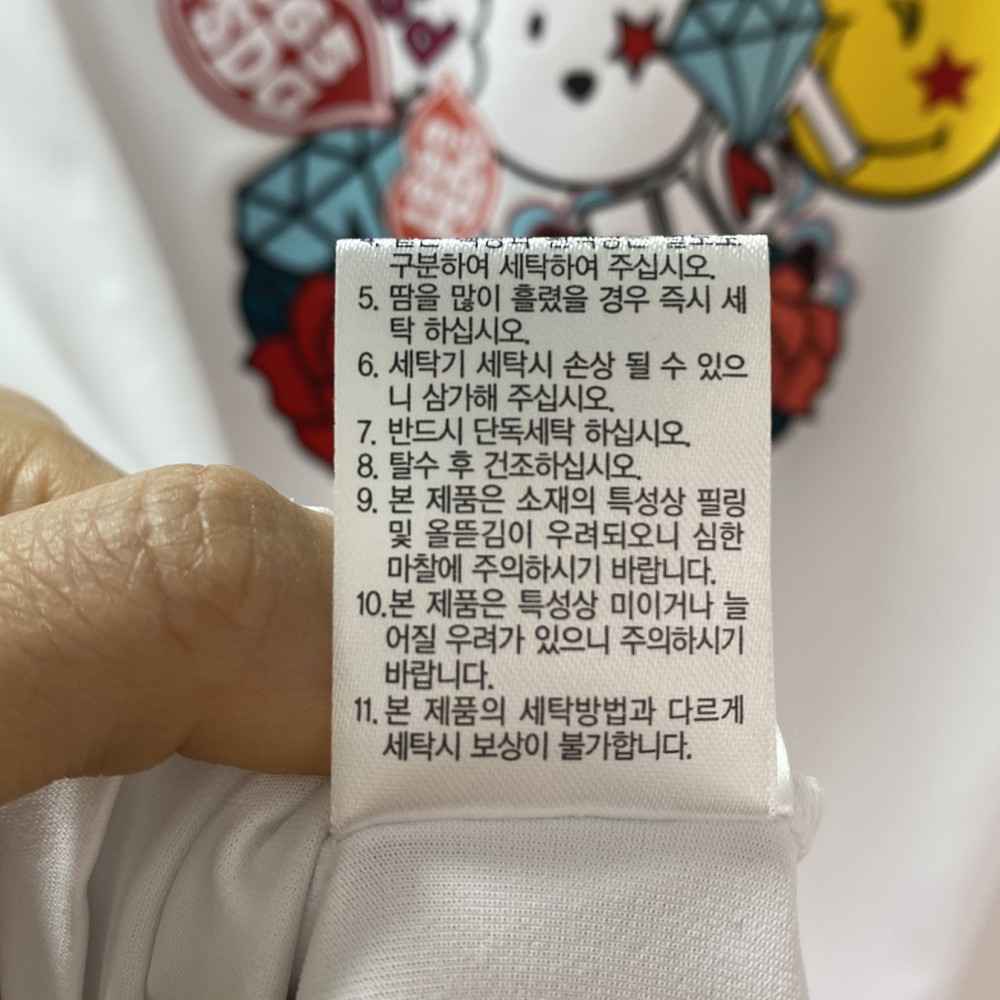 365
SDG
구분하여 세탁하여 주십시오.
5. 땀을 많이 흘렸을 경우 즉시 세
탁 하십시오.
6. 세탁기 세탁시 손상 될 수 있으
니 삼가해 주십시오.
7. 반드시 단독세탁 하십시오.
8. 탈수 후 건조하십시오.
9. 본 제품은 소재의 특성상 필링
및 올뜯김이 우려되오니 심한
마찰에 주의하시기 바랍니다.
10.본 제품은 특성상 미이거나 늘
어질 우려가 있으니 주의하시기
바랍니다.
11. 본 제품의 세탁방법과 다르게
세탁시 보상이 불가합니다.